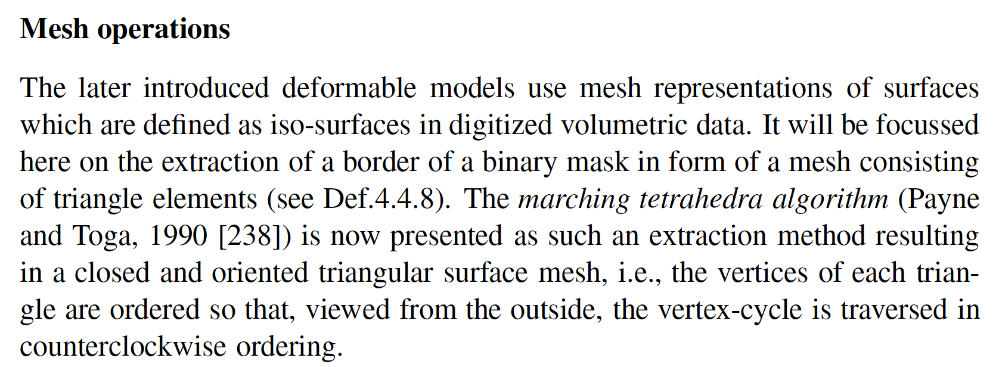 Mesh operations
The later introduced deformable models use mesh representations of surfaces
which are defined as iso-surfaces in digitized volumetric data. It will be focussed
here on the extraction of a border of a binary mask in form of a mesh consisting
of triangle elements (see Def.4.4.8). The marching tetrahedra algorithm (Payne
and Toga, 1990 [238]) is now presented as such an extraction method resulting
in a closed and oriented triangular surface mesh, i.e., the vertices of each trian-
gle are ordered so that, viewed from the outside, the vertex-cycle is traversed in
counterclockwise ordering.